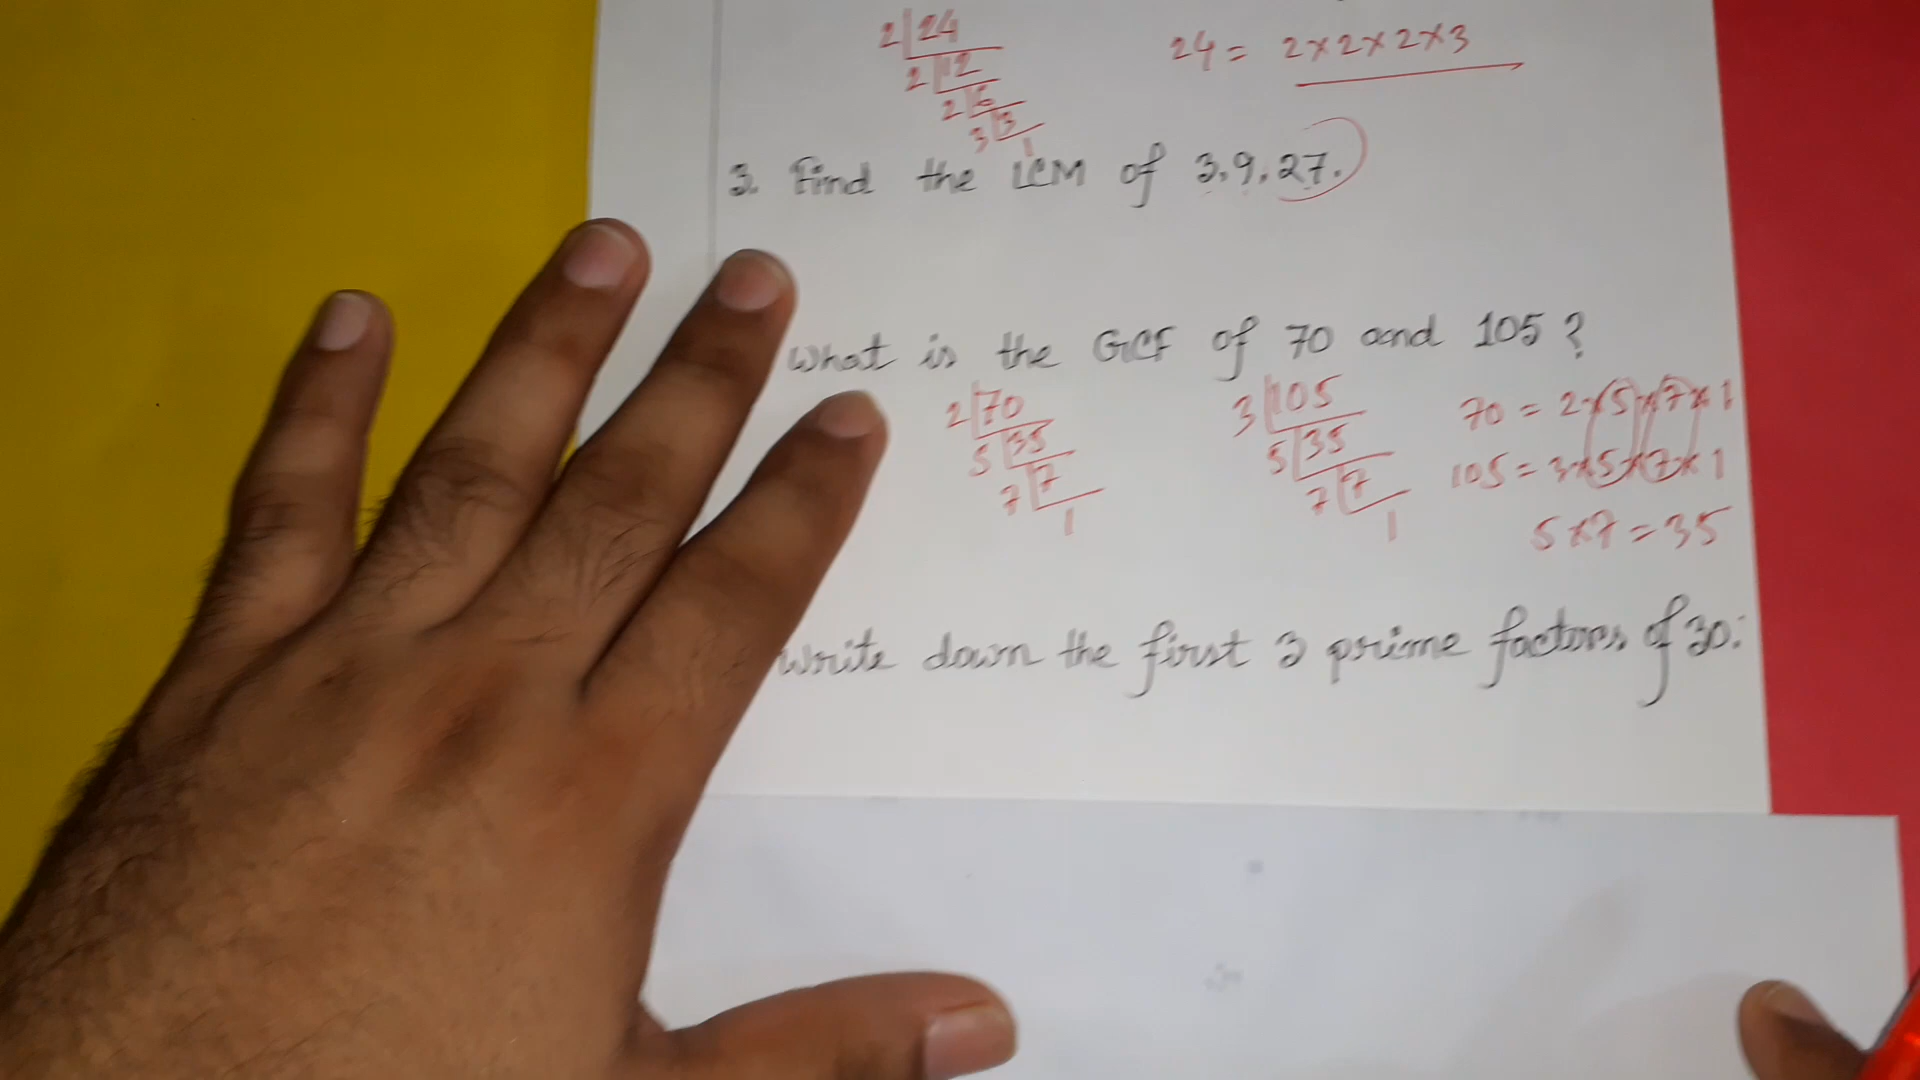 2 24 24 = 2×2×2×3
2 12
2 6
3 3
1
3. Find the LCM of 3,9,27.
What is the GCF of 70 and 105?
2 70 3 105 70 = 2×5×7×1
5 35 5 35 105 = 3×5×7×1
7 7 7 7
1 1 5×7=35
write down the first 3 prime factors of 30: